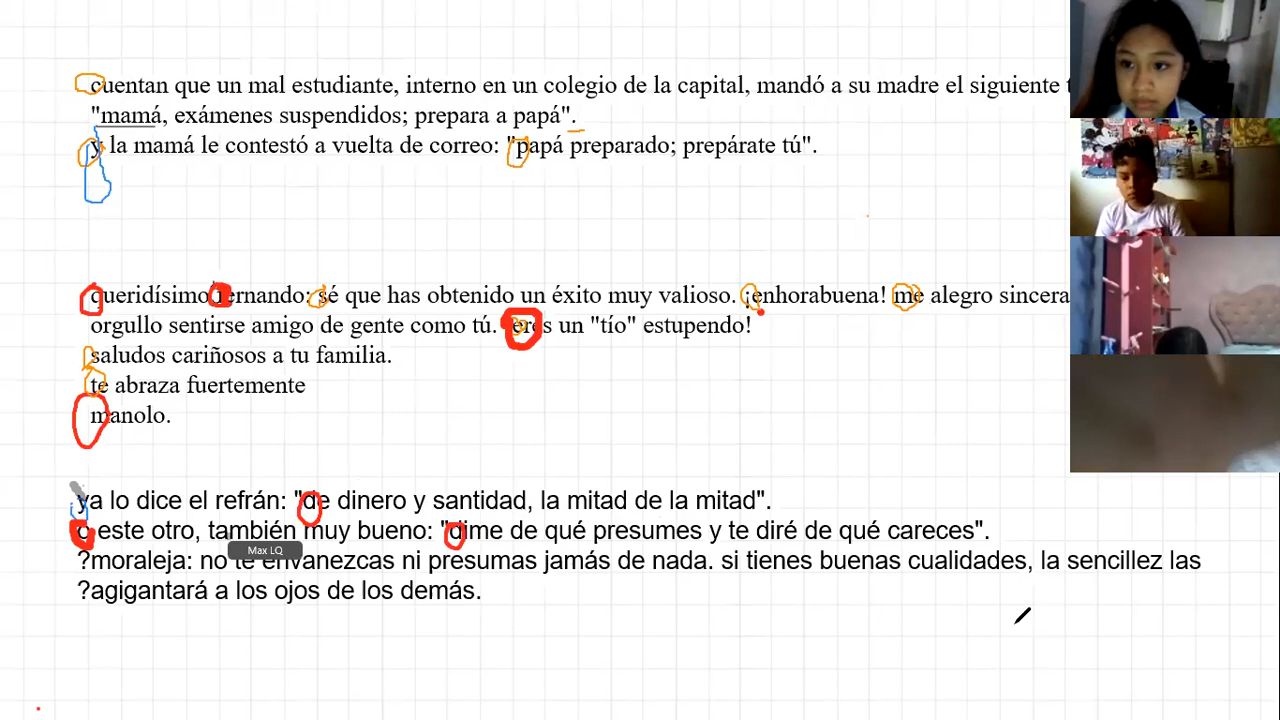 cuentan que un mal estudiante, interno en un colegio de la capital, mandó a su madre el siguiente
"mamá, exámenes suspendidos; prepara a papá".
y la mamá le contestó a vuelta de correo: "papá preparado; prepárate tú".
queridísimo fernando: sé que has obtenido un éxito muy valioso. ¡enhorabuena! me alegro sincera
orgullo sentirse amigo de gente como tú. eres un "tío" estupendo!
saludos cariñosos a tu familia.
te abraza fuertemente
manolo.
ya lo dice el refrán: "de dinero y santidad, la mitad de la mitad".
o este otro, también muy bueno: "dime de qué presumes y te diré de qué careces".
Max LQ
?moraleja: no te envanezcas ni presumas jamás de nada. si tienes buenas cualidades, la sencillez las
?agigantará a los ojos de los demás.